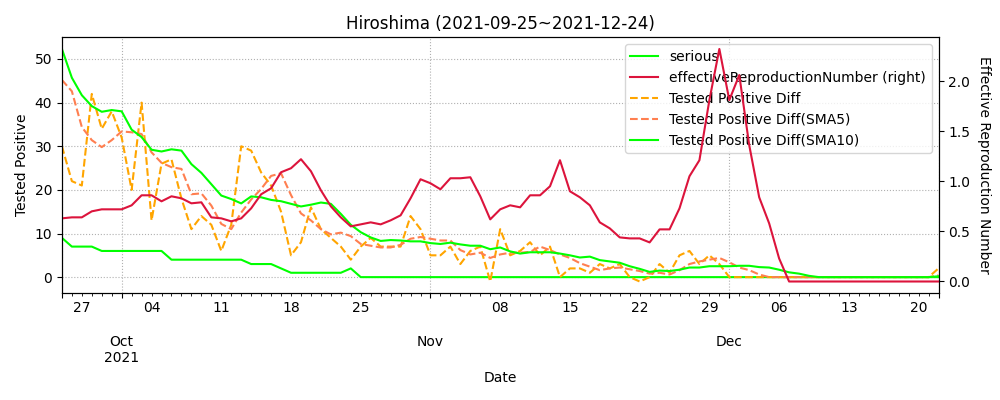 Hiroshima (2021-09-25~2021-12-24)
Tested Positive
50
40
30
20
10
0
serious
effectiveReproductionNumber (right)
Tested Positive Diff
Tested Positive Diff(SMA5)
Tested Positive Diff(SMA10)
2.0
1.5
1.0
0.5
0.0
Effective Reproduction Number
27 04 11 18 25 08 15 22 29 06 13 20
Oct Nov Dec
2021
Date